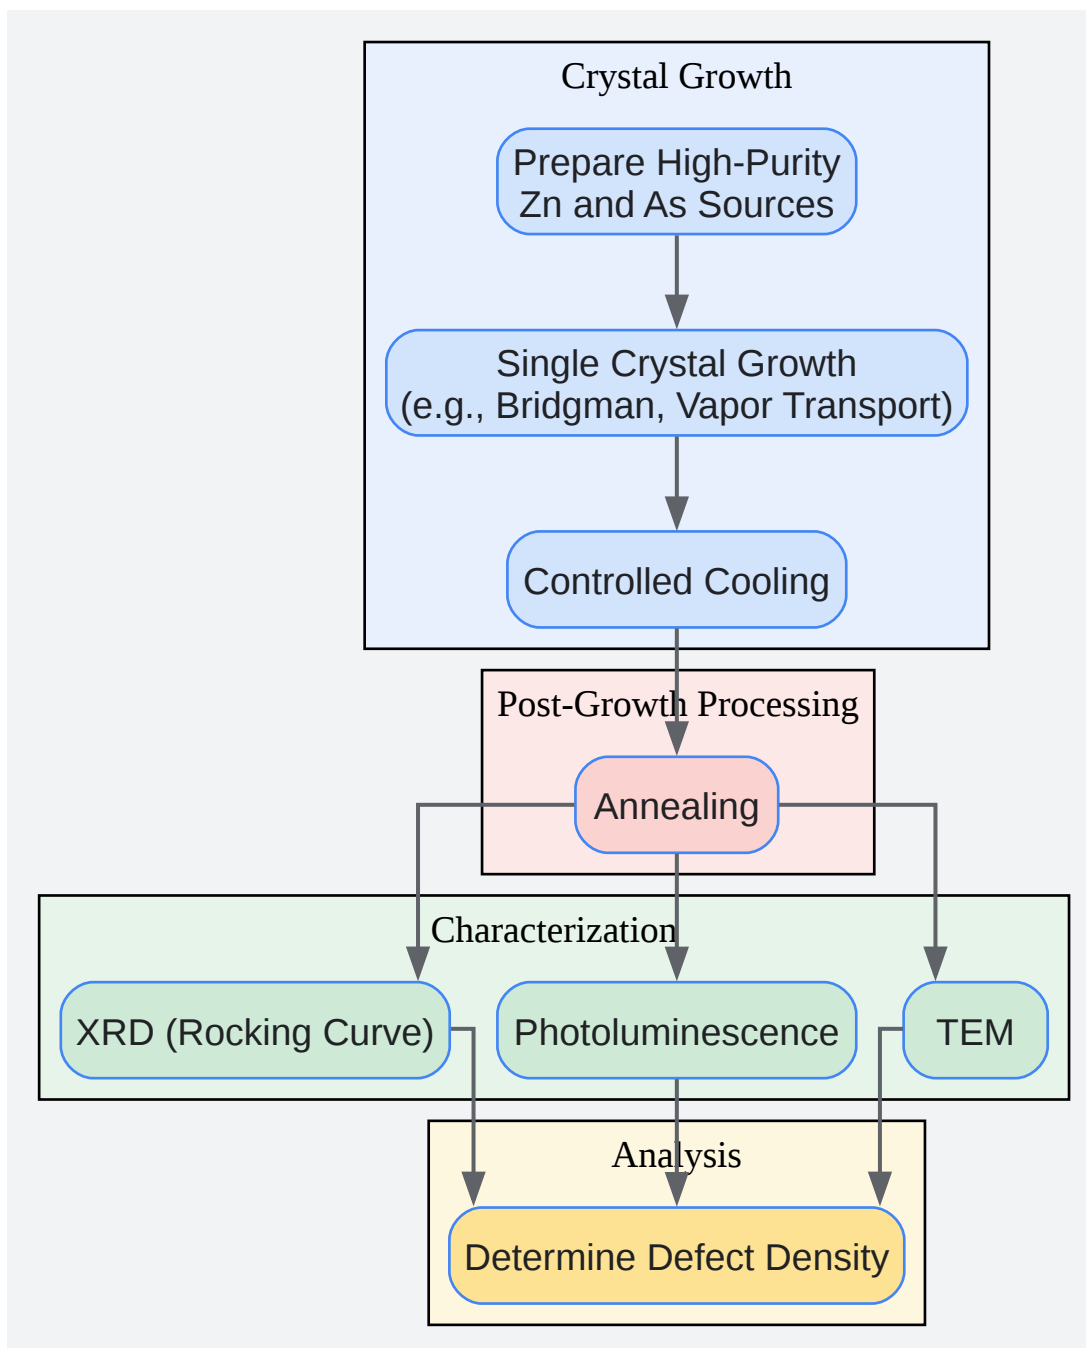 Crystal Growth
Prepare High-Purity
Zn and As Sources
Single Crystal Growth
(e.g., Bridgman, Vapor Transport)
Controlled Cooling
Post-Growth Processing
Annealing
Characterization
XRD (Rocking Curve)
Photoluminescence
TEM
Analysis
Determine Defect Density